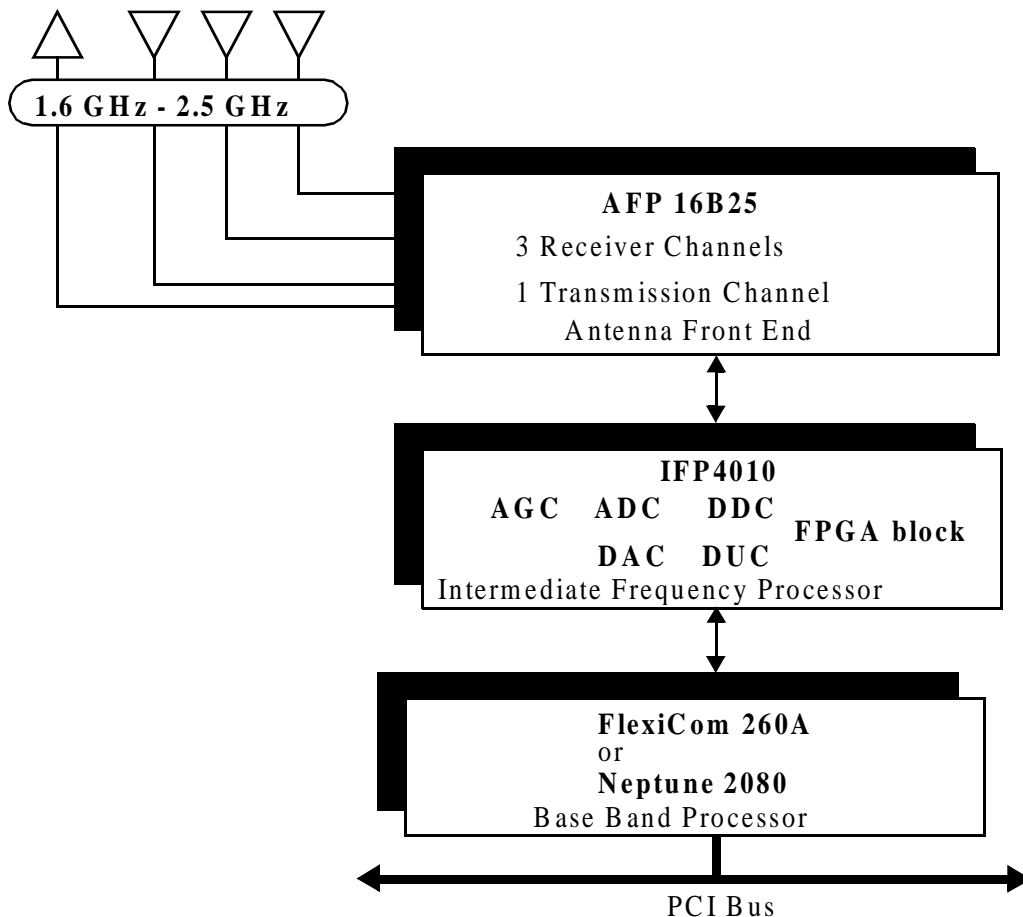 1.6 GHz - 2.5 GHz
AFP 16B25
3 Receiver Channels
1 Transmission Channel
Antenna Front End
IFP4010
AGC ADC DDC
FPGA block
DAC DUC
Intermediate Frequency Processor
FlexiCom 260A
or
Neptune 2080
Base Band Processor
PCI Bus